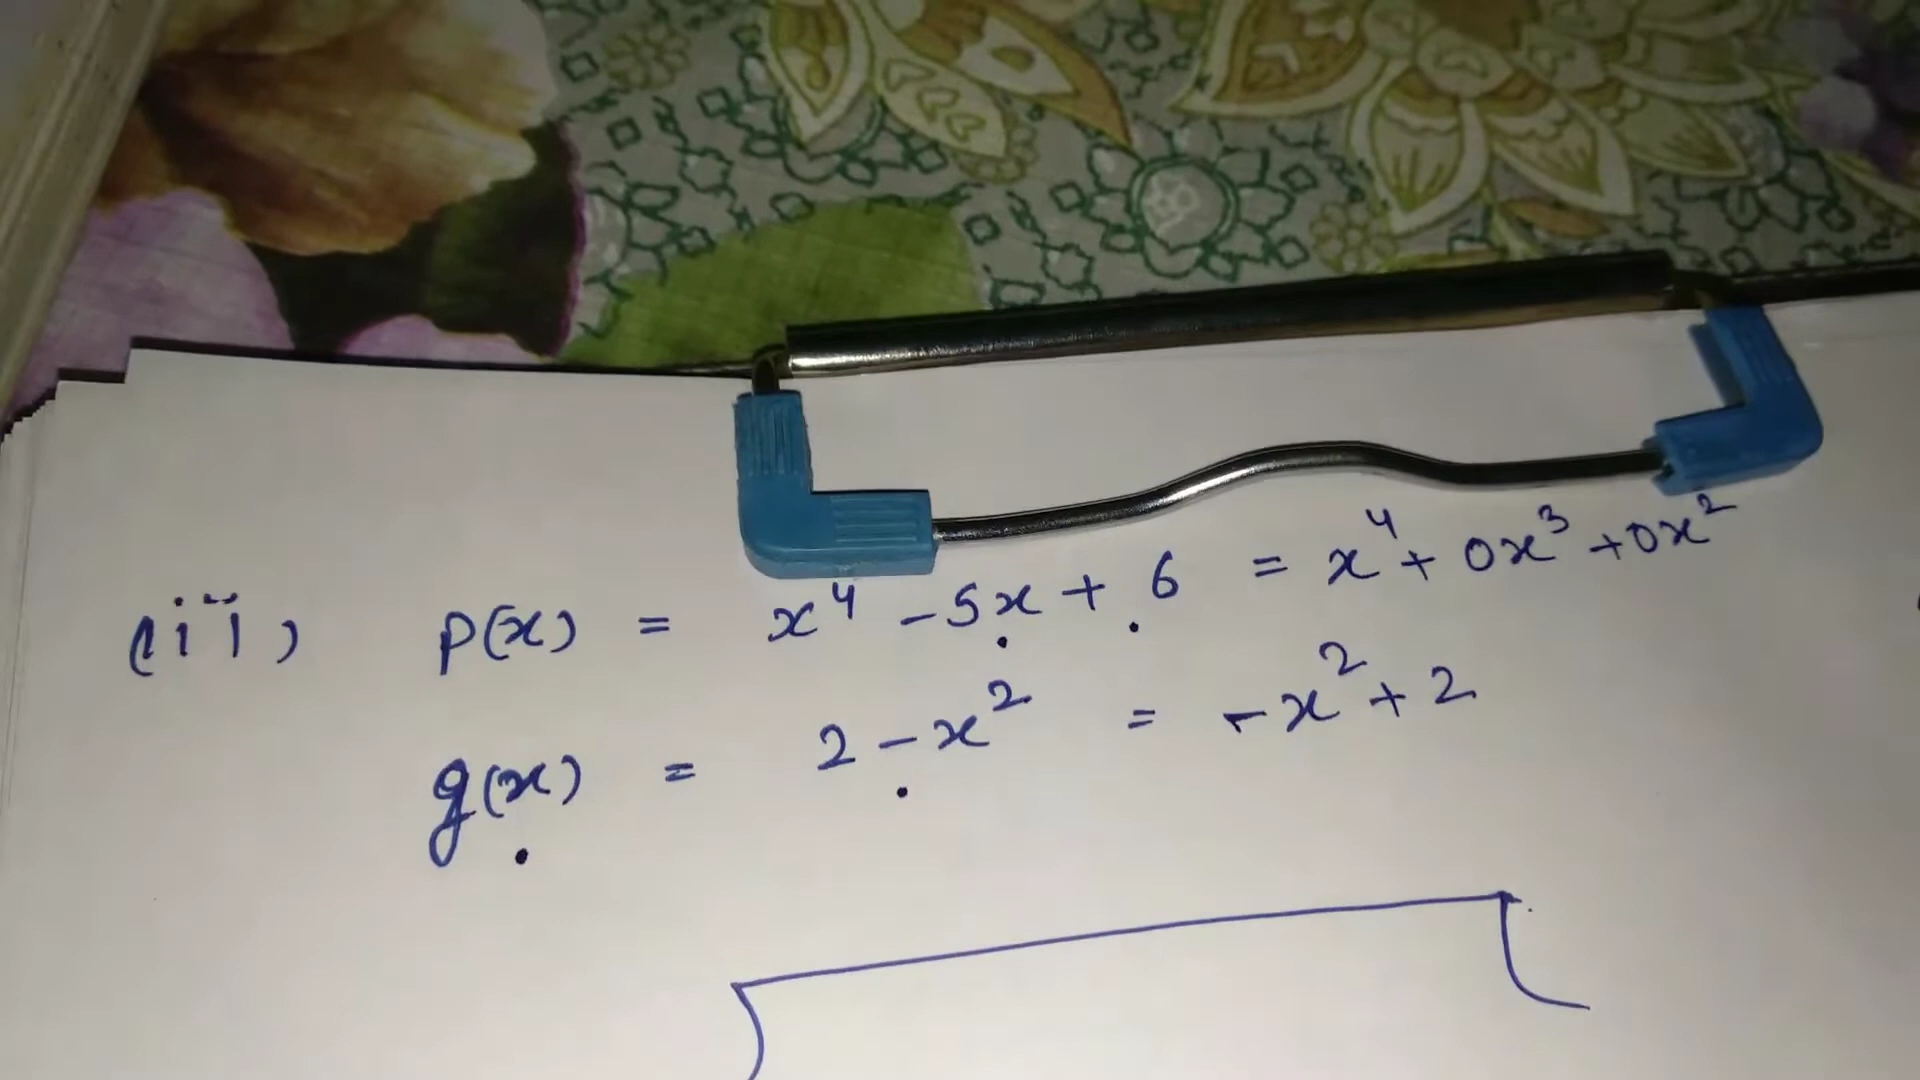 (iii) p(x) = x⁴ - 5x + 6 = x⁴ + 0x³ + 0x²
g(x) = 2 - x² = -x² + 2